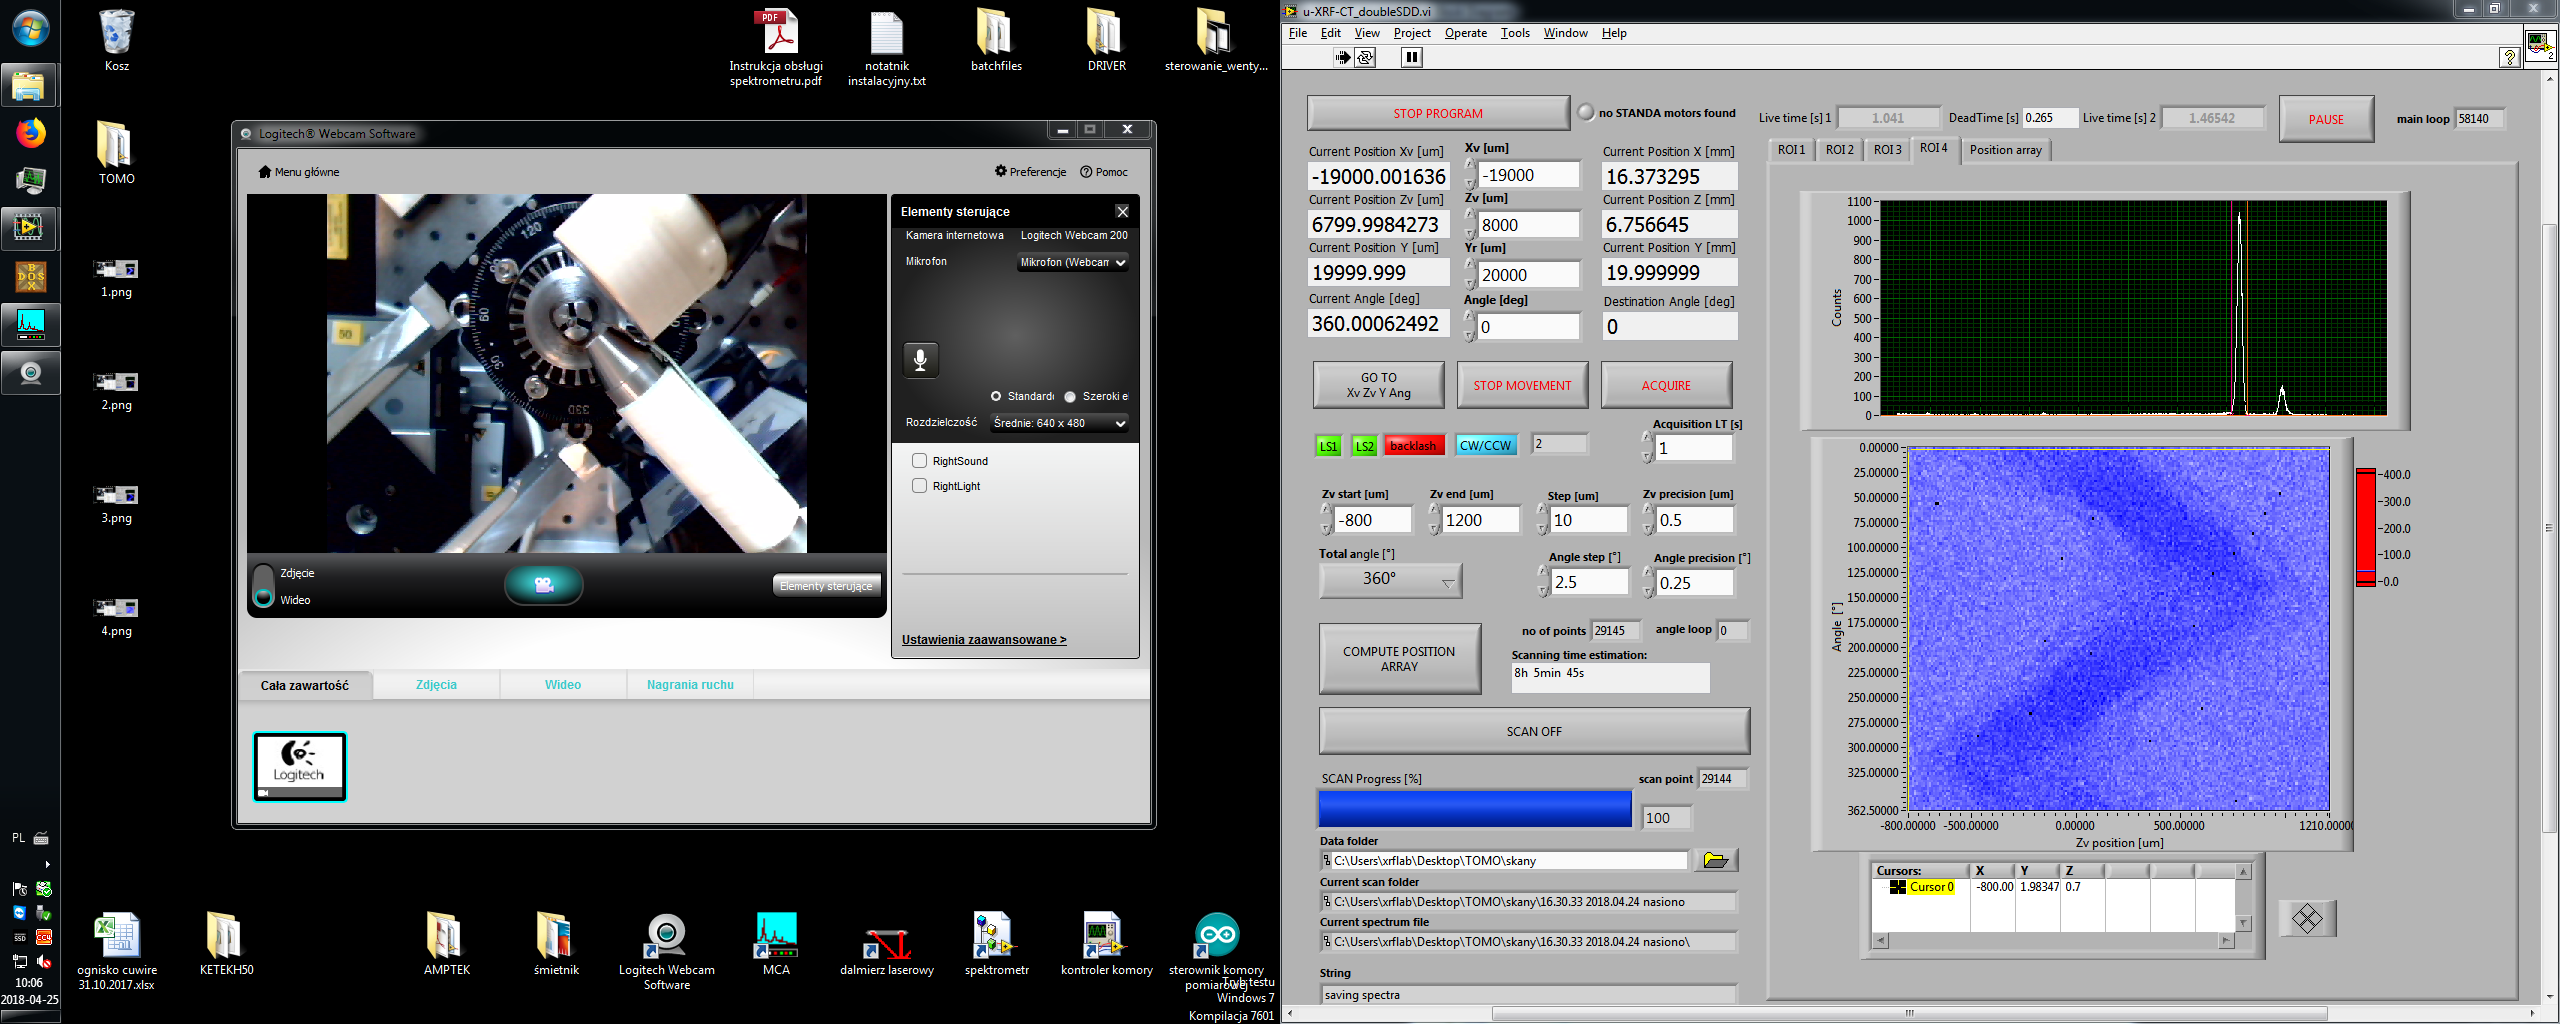 Kosz
Instrukcja obsługi
spektrometru.pdf
notatnik
instalacyjny.txt
batchfiles
DRIVER
sterowanie_wenty...
TOMO
1.png
2.png
3.png
4.png
Logitech® Webcam Software
Menu główne
Preferencje
Pomoc
Elementy sterujące
Kamera internetowa
Logitech Webcam 200
Mikrofon
Mikrofon (Webcam
Standardo
Szeroki e
Rozdzielczość
Średnie: 640 x 480
RightSound
RightLight
Ustawienia zaawansowane >
120
60
30
330
50
Zdjęcie
Wideo
Elementy sterujące
Cała zawartość
Zdjęcia
Wideo
Nagrania ruchu
Logitech
PL
10:06
2018-04-25
ognisko cuwire
31.10.2017.xlsx
KETEKH50
AMPTEK
śmietnik
Logitech Webcam
Software
MCA
dalmierz laserowy
spektrometr
kontroler komory
sterownik komory
pomiarowej
Tryb testu
Windows 7
Kompilacja 7601
u-XRF-CT_doubleSDD.vi
File Edit View Project Operate Tools Window Help
STOP PROGRAM
no STANDA motors found
Live time [s] 1
1.041
DeadTime [s]
0.265
Live time [s] 2
1.46542
PAUSE
main loop
58140
Current Position Xv [um]
-19000.001636
Xv [um]
-19000
Current Position X [mm]
16.373295
Current Position Zv [um]
6799.9984273
Zv [um]
8000
Current Position Z [mm]
6.756645
Current Position Y [um]
19999.999
Yr [um]
20000
Current Position Y [mm]
19.999999
Current Angle [deg]
360.00062492
Angle [deg]
0
Destination Angle [deg]
0
GO TO
Xv Zv Y Ang
STOP MOVEMENT
ACQUIRE
Acquisition LT [s]
1
LS1
LS2
backlash
CW/CCW
2
Zv start [um]
-800
Zv end [um]
1200
Step [um]
10
Zv precision [um]
0.5
Total angle [°]
360°
Angle step [°]
2.5
Angle precision [°]
0.25
COMPUTE POSITION
ARRAY
no of points
29145
angle loop
0
Scanning time estimation:
8h 5min 45s
SCAN OFF
SCAN Progress [%]
scan point
29144
100
Data folder
C:\Users\xrflab\Desktop\TOMO\skany
Current scan folder
C:\Users\xrflab\Desktop\TOMO\skany\16.30.33 2018.04.24 nasiono
Current spectrum file
C:\Users\xrflab\Desktop\TOMO\skany\16.30.33 2018.04.24 nasiono\
String
saving spectra
ROI 1
ROI 2
ROI 3
ROI 4
Position array
Counts
1100
1000
900
800
700
600
500
400
300
200
100
0
Angle [°]
0.00000
25.00000
50.00000
75.00000
100.00000
125.00000
150.00000
175.00000
200.00000
225.00000
250.00000
275.00000
300.00000
325.00000
362.50000
-800.00000 -500.00000 0.00000 500.00000 1210.0000
Zv position [um]
400.0
300.0
200.0
100.0
0.0
Cursors: X Y Z
Cursor 0 -800.00 1.98347 0.7